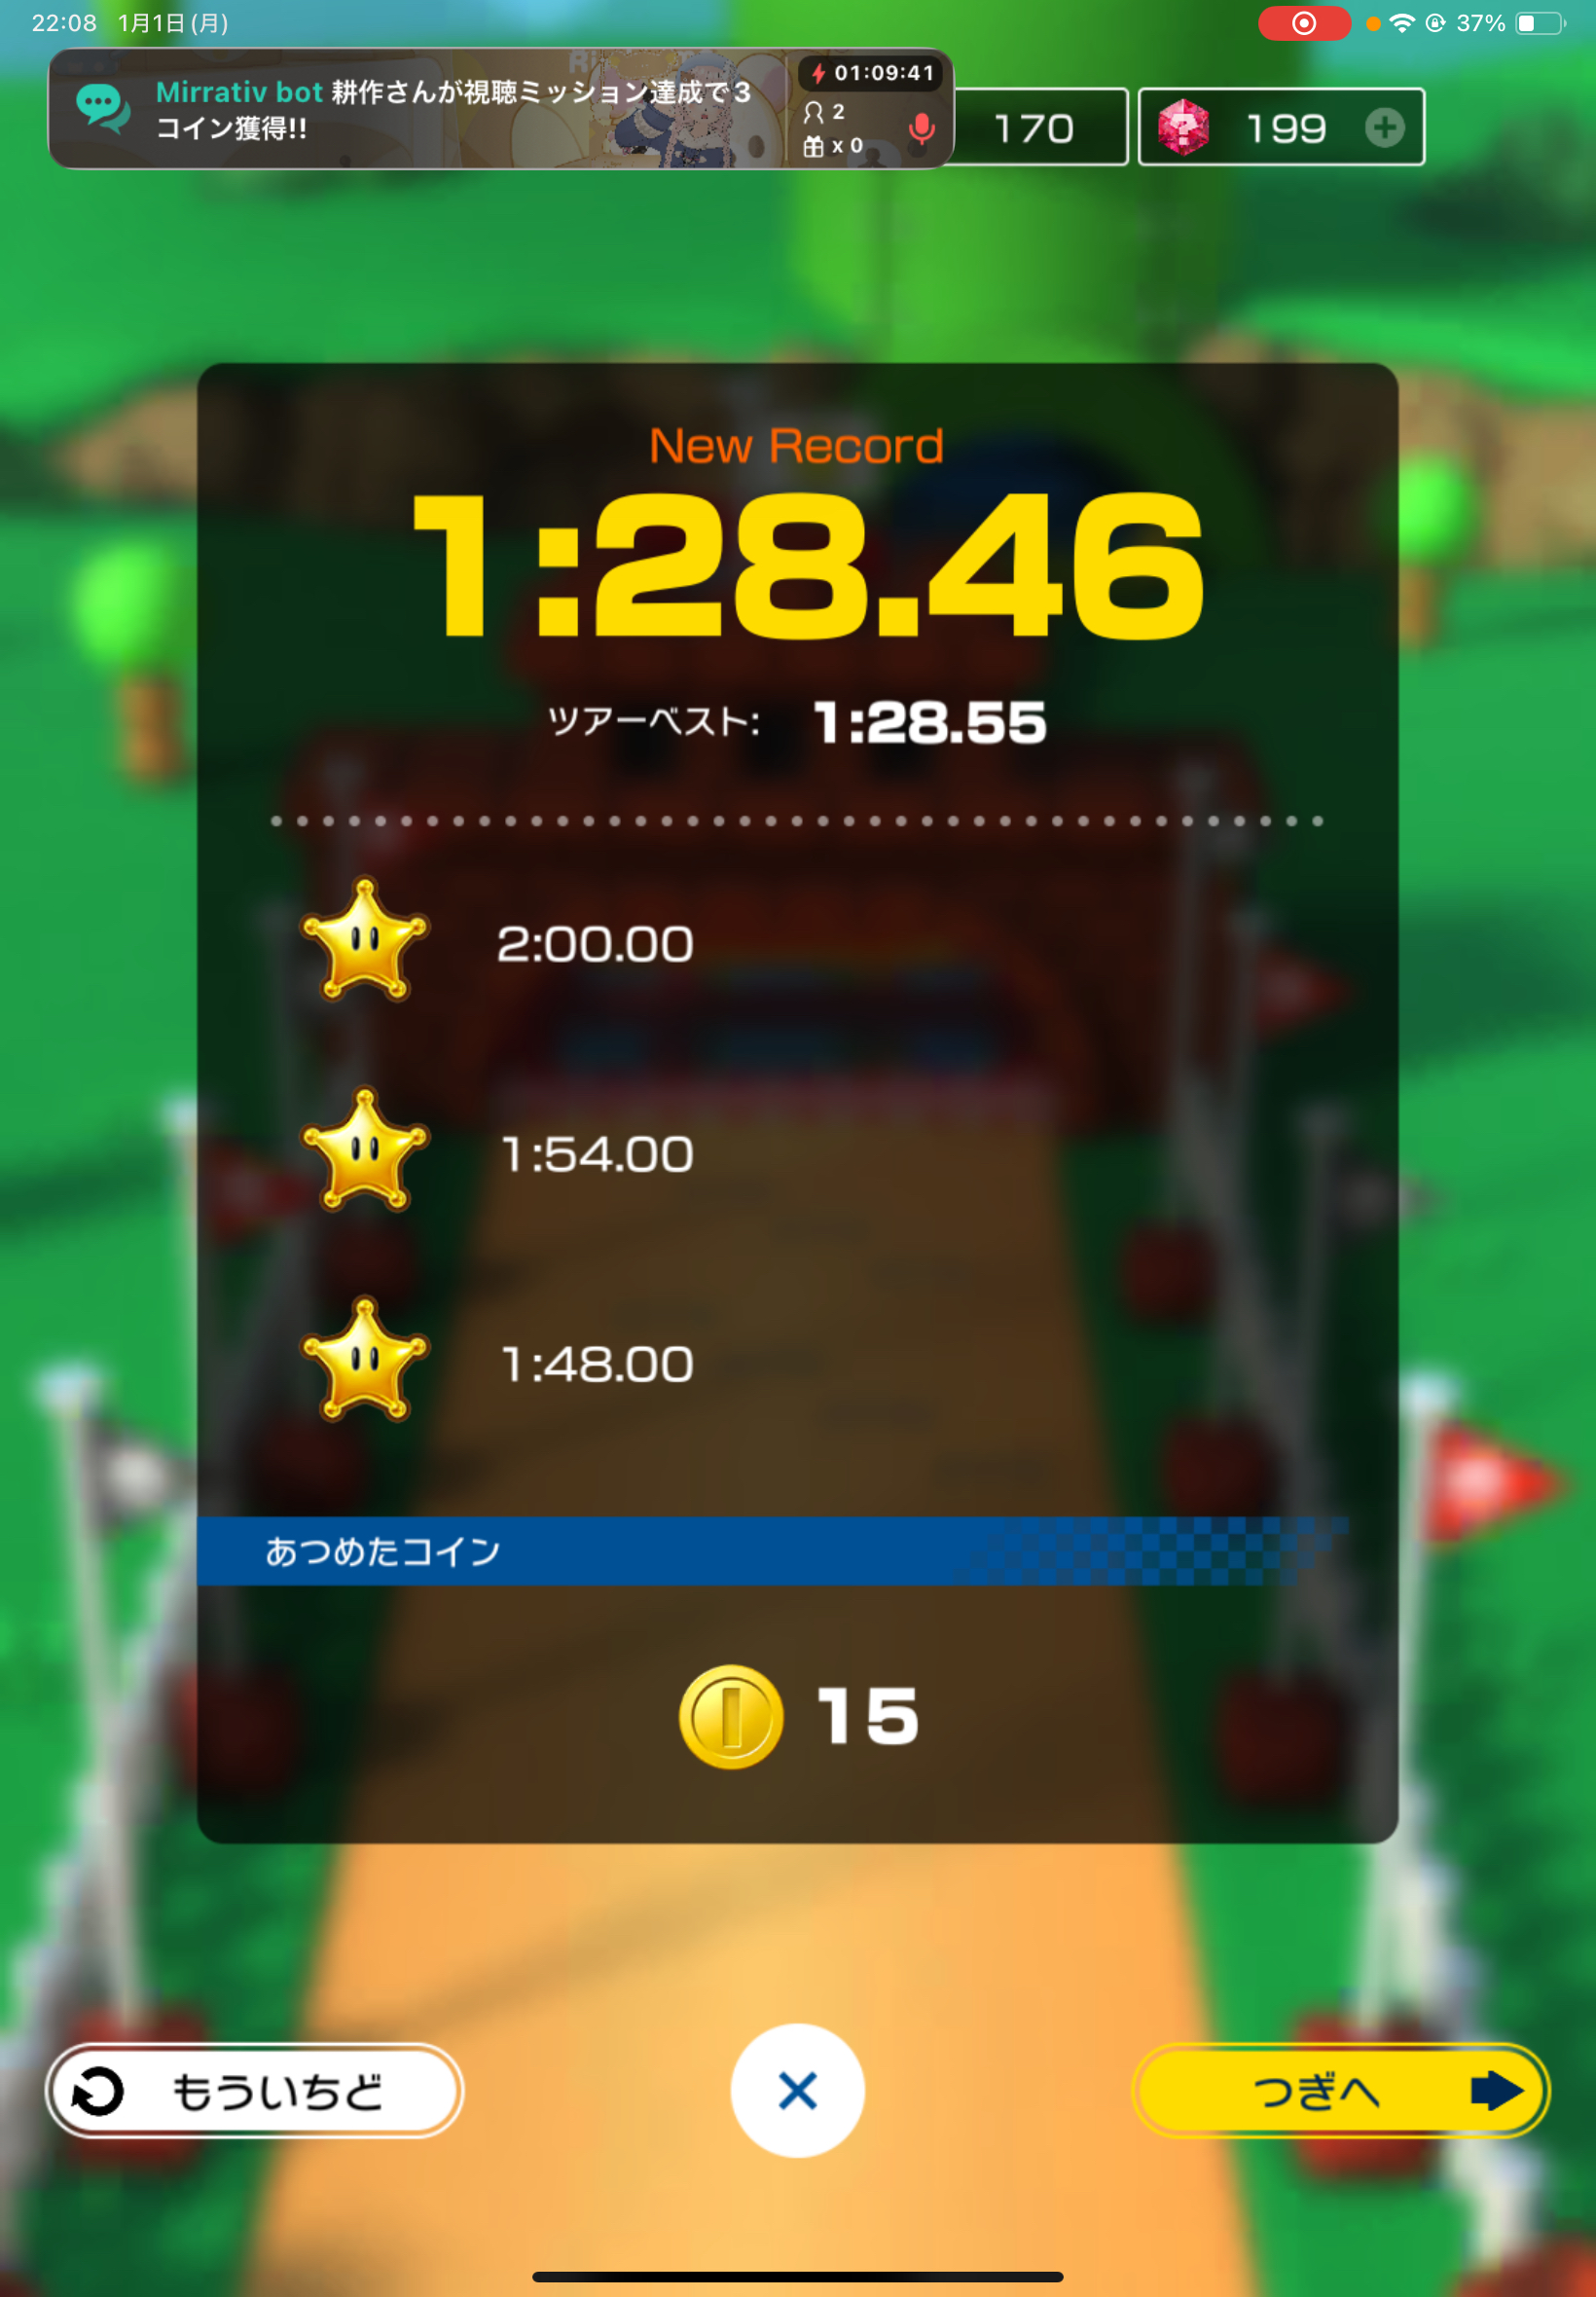 22:08 1月1日(月)
37%
Mirrativ bot 耕作さんが視聴ミッション達成で3
コイン獲得!!
01:09:41
2
x 0
170
199
New Record
1:28.46
ツアーベスト: 1:28.55
2:00.00
1:54.00
1:48.00
あつめたコイン
15
もういちど
つぎへ